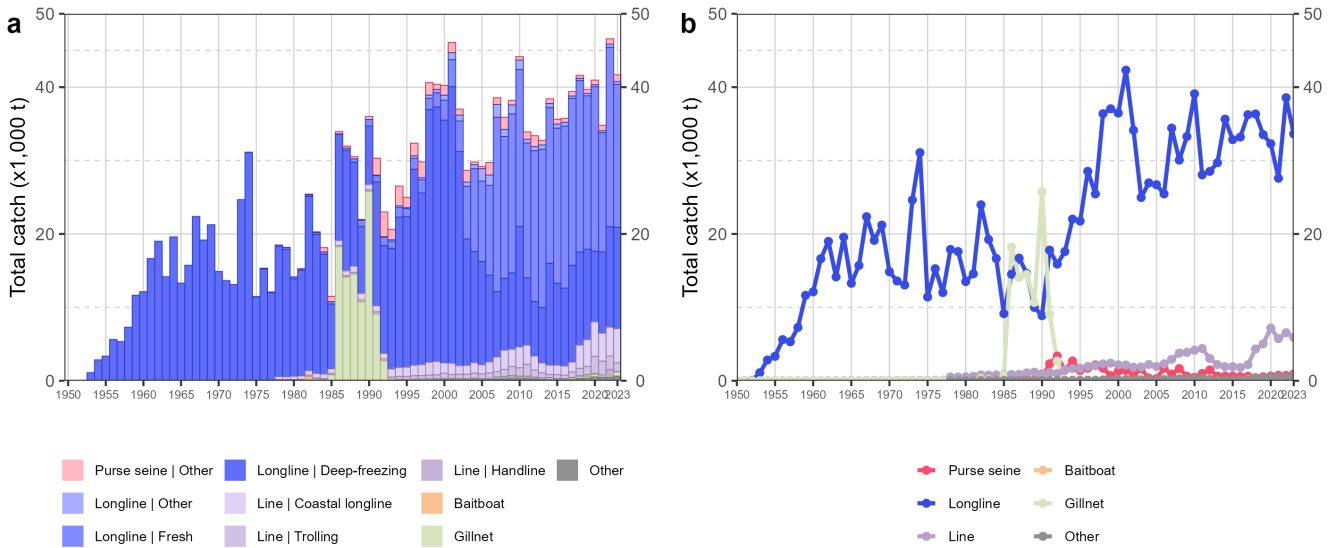 a
b
50
50
50
50
40
40
40
40
20
20
20
20
0
0
0
0
Total catch (x1,000 t)
Total catch (x1,000 t)
1950 1955 1960 1965 1970 1975 1980 1985 1990 1995 2000 2005 2010 2015 2020 2023
1950 1955 1960 1965 1970 1975 1980 1985 1990 1995 2000 2005 2010 2015 2020 2023
Purse seine | Other
Longline | Deep-freezing
Line | Handline
Other
Longline | Other
Line | Coastal longline
Baitboat
Longline | Fresh
Line | Trolling
Gillnet
Purse seine
Baitboat
Longline
Gillnet
Line
Other